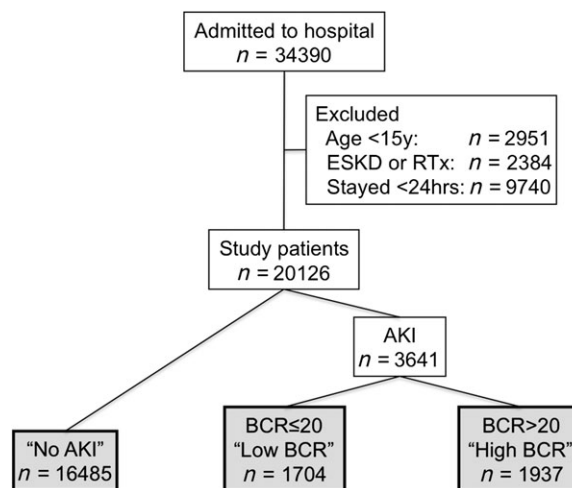 Admitted to hospital
n = 34390
Excluded
Age <15y: n = 2951
ESKD or RTx: n = 2384
Stayed <24hrs: n = 9740
Study patients
n = 20126
AKI
n = 3641
“No AKI”
n = 16485
BCR≤20
“Low BCR”
n = 1704
BCR>20
“High BCR”
n = 1937